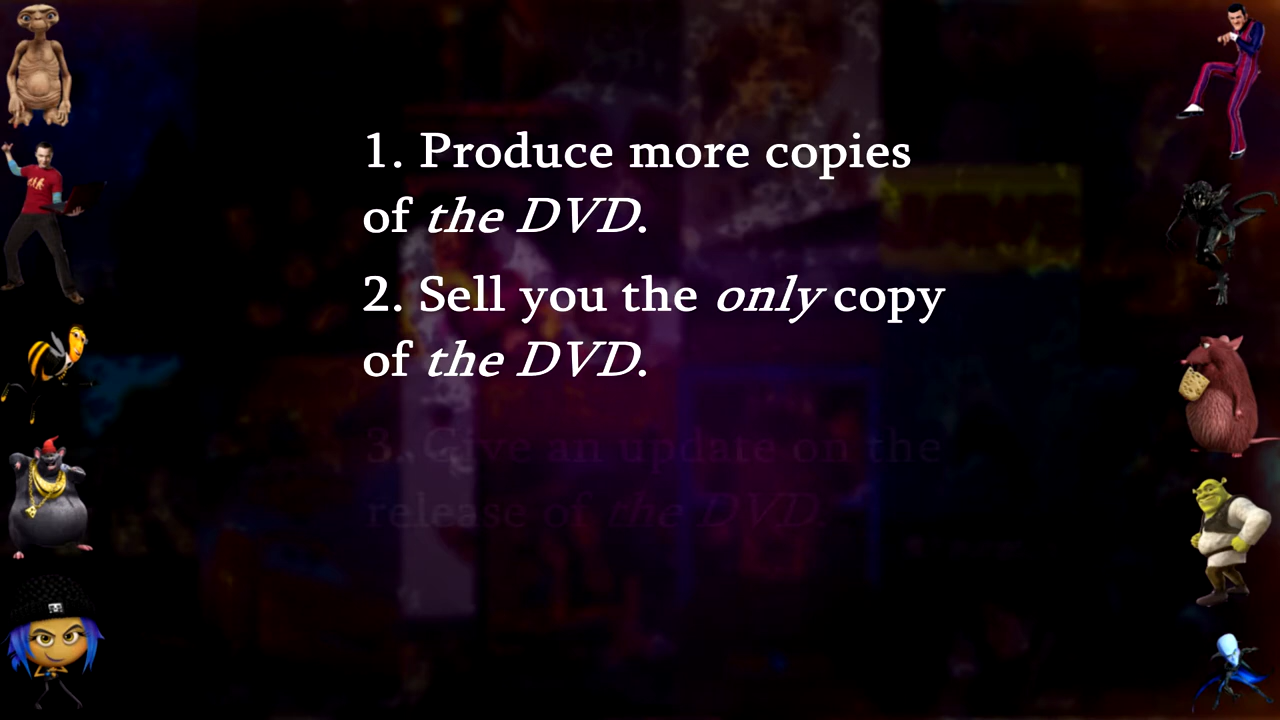 1. Produce more copies
of the DVD.
2. Sell you the only copy
of the DVD.
3. Give an update on the
release of the DVD.